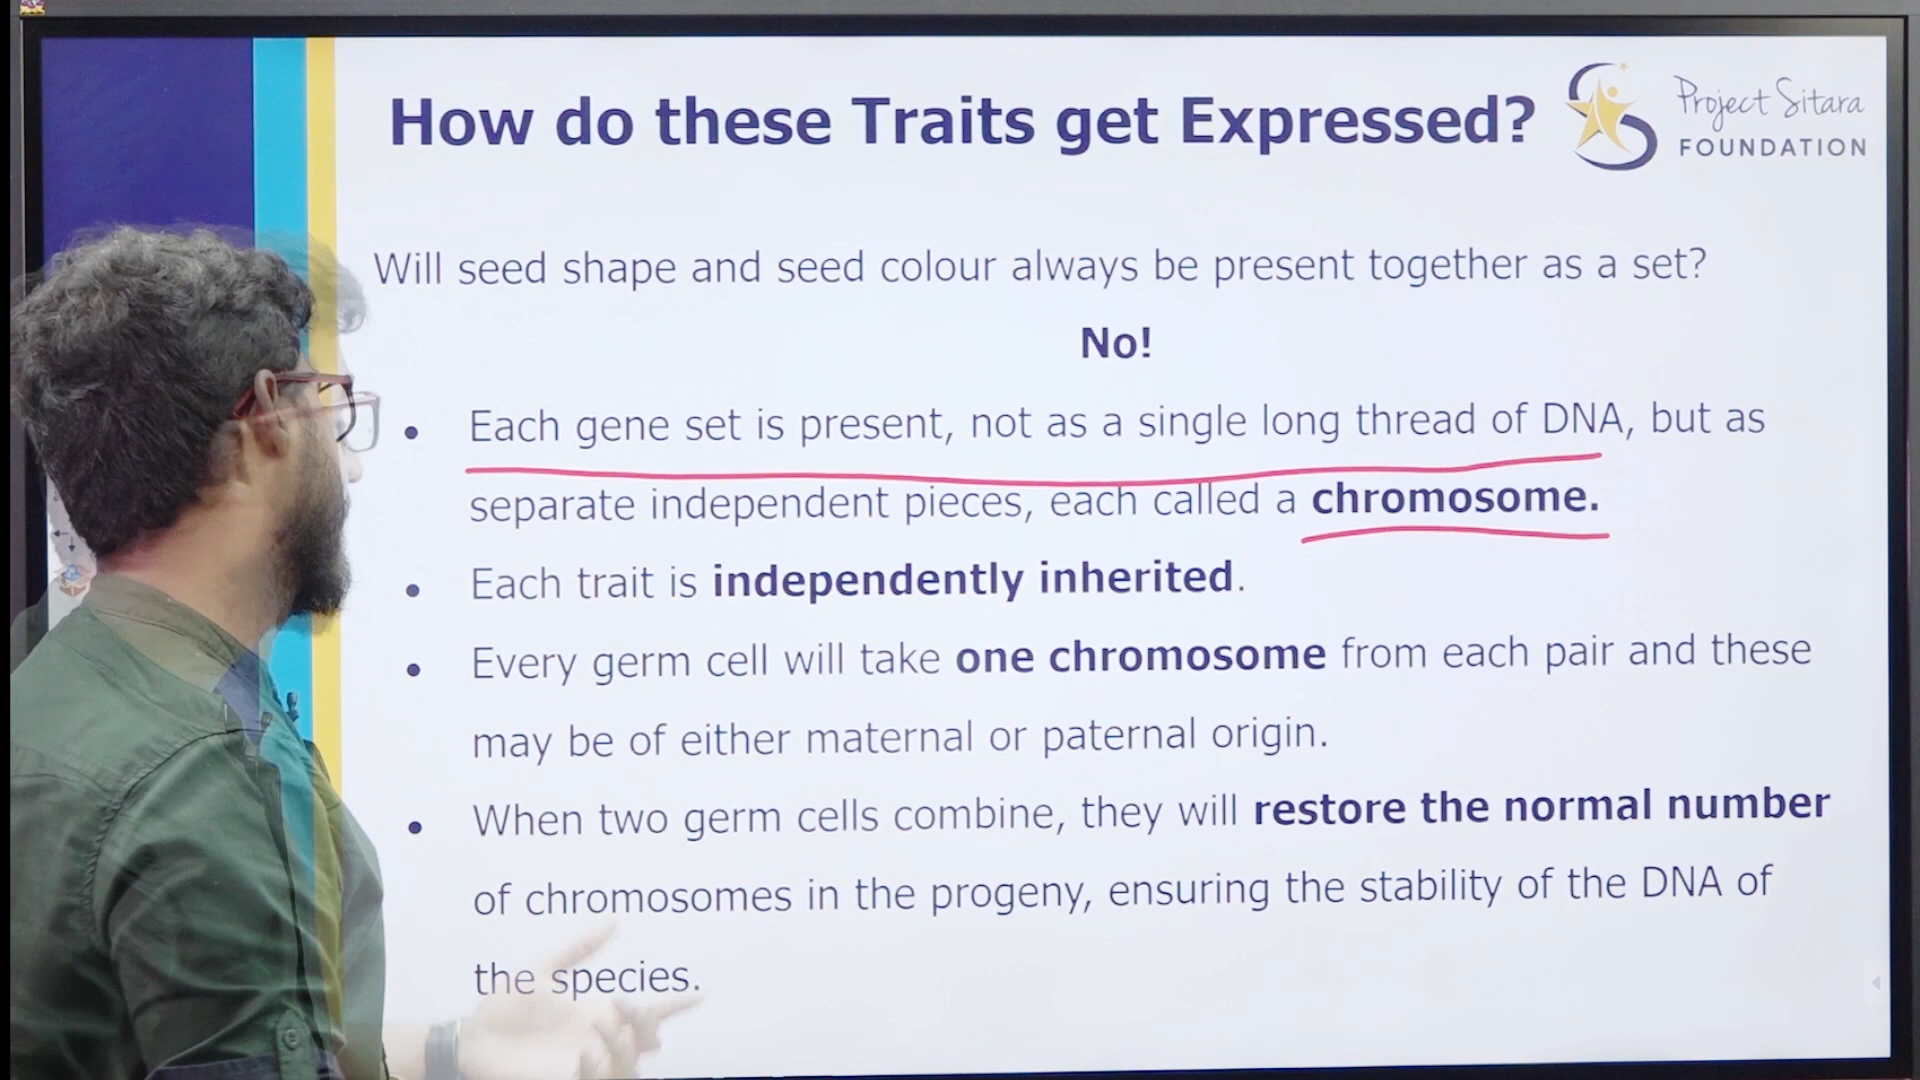 How do these Traits get Expressed?
Project Sitara
FOUNDATION
Will seed shape and seed colour always be present together as a set?
No!
• Each gene set is present, not as a single long thread of DNA, but as
separate independent pieces, each called a chromosome.
• Each trait is independently inherited.
• Every germ cell will take one chromosome from each pair and these
may be of either maternal or paternal origin.
• When two germ cells combine, they will restore the normal number
of chromosomes in the progeny, ensuring the stability of the DNA of
the species.